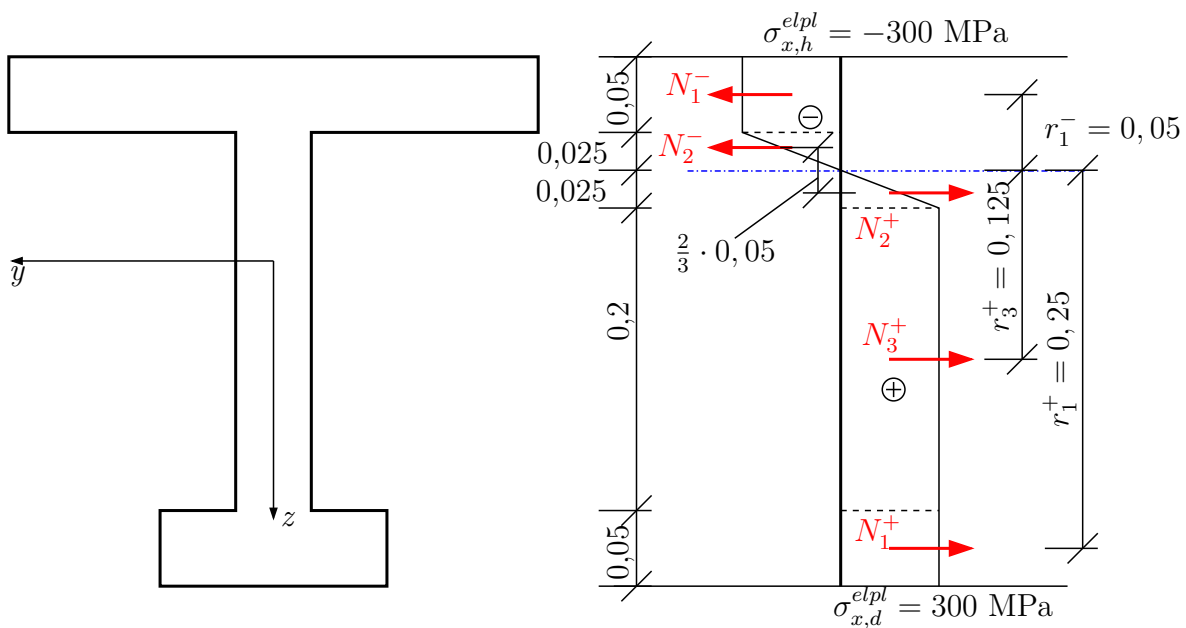 σ_{x,h}^{elpl} = −300 MPa
0,05
N_1^-
⊖
r_1^- = 0,05
N_2^-
0,025
0,025
N_2^+
2/3 · 0,05
y
r_3^+ = 0,125
0,2
N_3^+
r_1^+ = 0,25
⊕
z
N_1^+
0,05
σ_{x,d}^{elpl} = 300 MPa